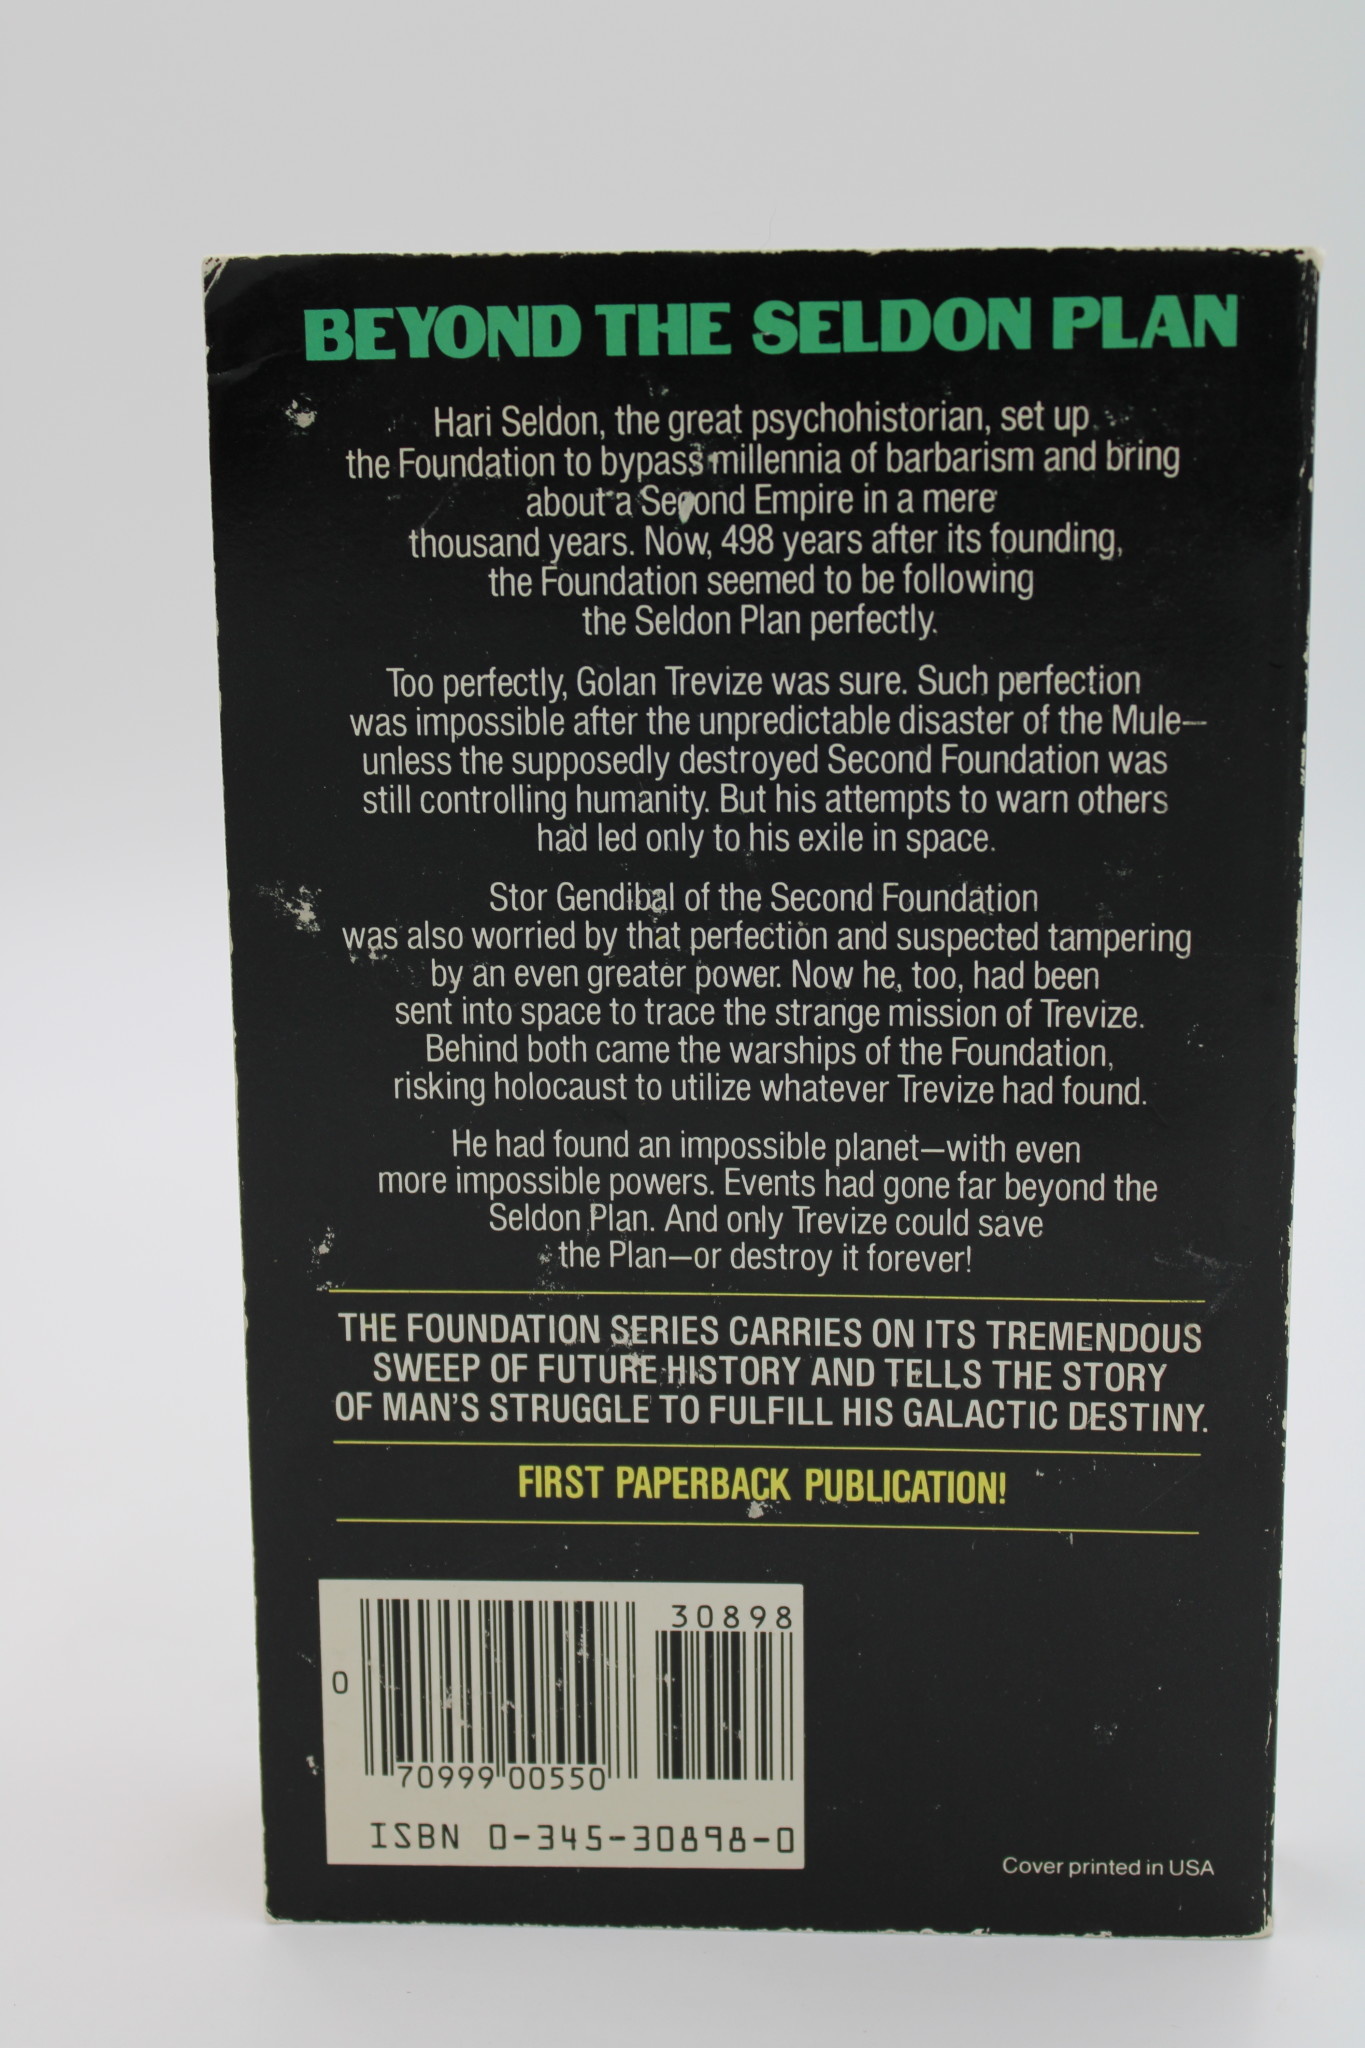 BEYOND THE SELDON PLAN
Hari Seldon, the great psychohistorian, set up
the Foundation to bypass millennia of barbarism and bring
about a Second Empire in a mere
thousand years. Now, 498 years after its founding,
the Foundation seemed to be following
the Seldon Plan perfectly.
Too perfectly, Golan Trevize was sure. Such perfection
was impossible after the unpredictable disaster of the Mule—
unless the supposedly destroyed Second Foundation was
still controlling humanity. But his attempts to warn others
had led only to his exile in space.
Stor Gendibal of the Second Foundation
was also worried by that perfection and suspected tampering
by an even greater power. Now he, too, had been
sent into space to trace the strange mission of Trevize.
Behind both came the warships of the Foundation,
risking holocaust to utilize whatever Trevize had found.
He had found an impossible planet—with even
more impossible powers. Events had gone far beyond the
Seldon Plan. And only Trevize could save
the Plan—or destroy it forever!
THE FOUNDATION SERIES CARRIES ON ITS TREMENDOUS
SWEEP OF FUTURE HISTORY AND TELLS THE STORY
OF MAN'S STRUGGLE TO FULFILL HIS GALACTIC DESTINY.
FIRST PAPERBACK PUBLICATION!
30898
0
70999 00550
ISBN 0-345-30898-0
Cover printed in USA